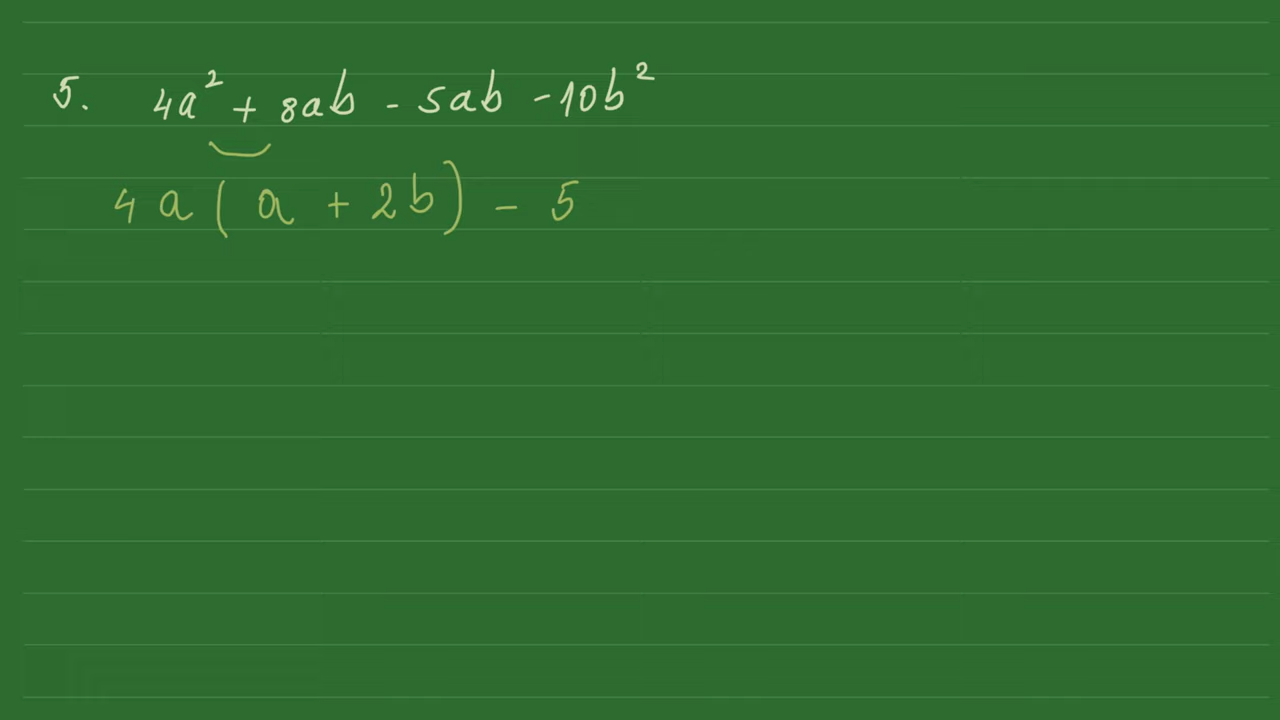 5. 4a² + 8ab - 5ab - 10b²
4a(a + 2b) - 5